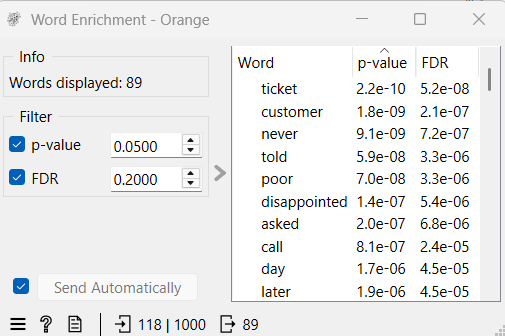 Word Enrichment - Orange
Info
Words displayed: 89
Filter
p-value 0.0500
FDR 0.2000
Send Automatically
Word p-value FDR
ticket 2.2e-10 5.2e-08
customer 1.8e-09 2.1e-07
never 9.1e-09 7.2e-07
told 5.9e-08 3.3e-06
poor 7.0e-08 3.3e-06
disappointed 1.4e-07 5.4e-06
asked 2.0e-07 6.8e-06
call 8.1e-07 2.4e-05
day 1.7e-06 4.5e-05
later 1.9e-06 4.5e-05
118 | 1000 89